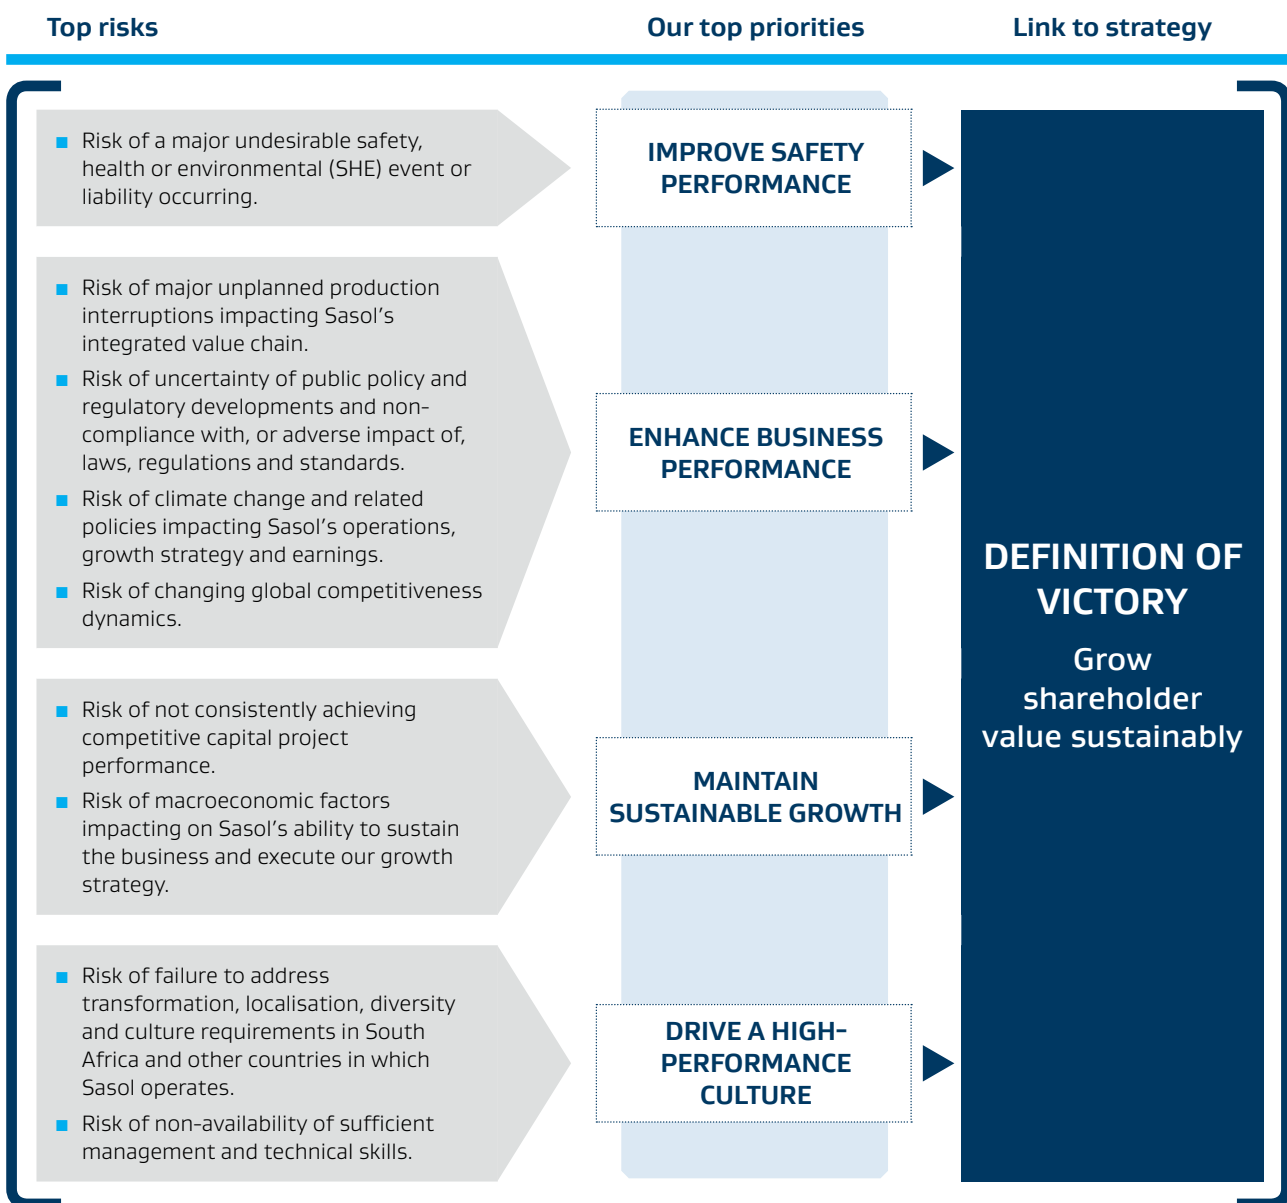 Top risks
Our top priorities
Link to strategy
■ Risk of a major undesirable safety,
health or environmental (SHE) event or
liability occurring.
IMPROVE SAFETY
PERFORMANCE
■ Risk of major unplanned production
interruptions impacting Sasol's
integrated value chain.
■ Risk of uncertainty of public policy and
regulatory developments and non-
compliance with, or adverse impact of,
laws, regulations and standards.
■ Risk of climate change and related
policies impacting Sasol's operations,
growth strategy and earnings.
■ Risk of changing global competitiveness
dynamics.
ENHANCE BUSINESS
PERFORMANCE
■ Risk of not consistently achieving
competitive capital project
performance.
■ Risk of macroeconomic factors
impacting on Sasol's ability to sustain
the business and execute our growth
strategy.
MAINTAIN
SUSTAINABLE GROWTH
■ Risk of failure to address
transformation, localisation, diversity
and culture requirements in South
Africa and other countries in which
Sasol operates.
■ Risk of non-availability of sufficient
management and technical skills.
DRIVE A HIGH-
PERFORMANCE
CULTURE
DEFINITION OF
VICTORY
Grow
shareholder
value sustainably